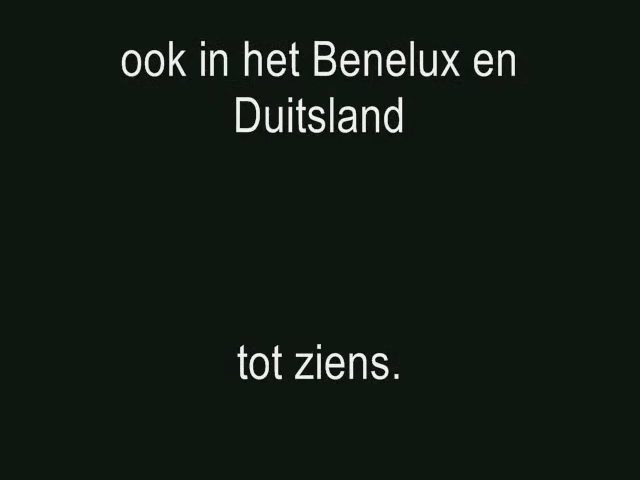 ook in het Benelux en
Duitsland
tot ziens.